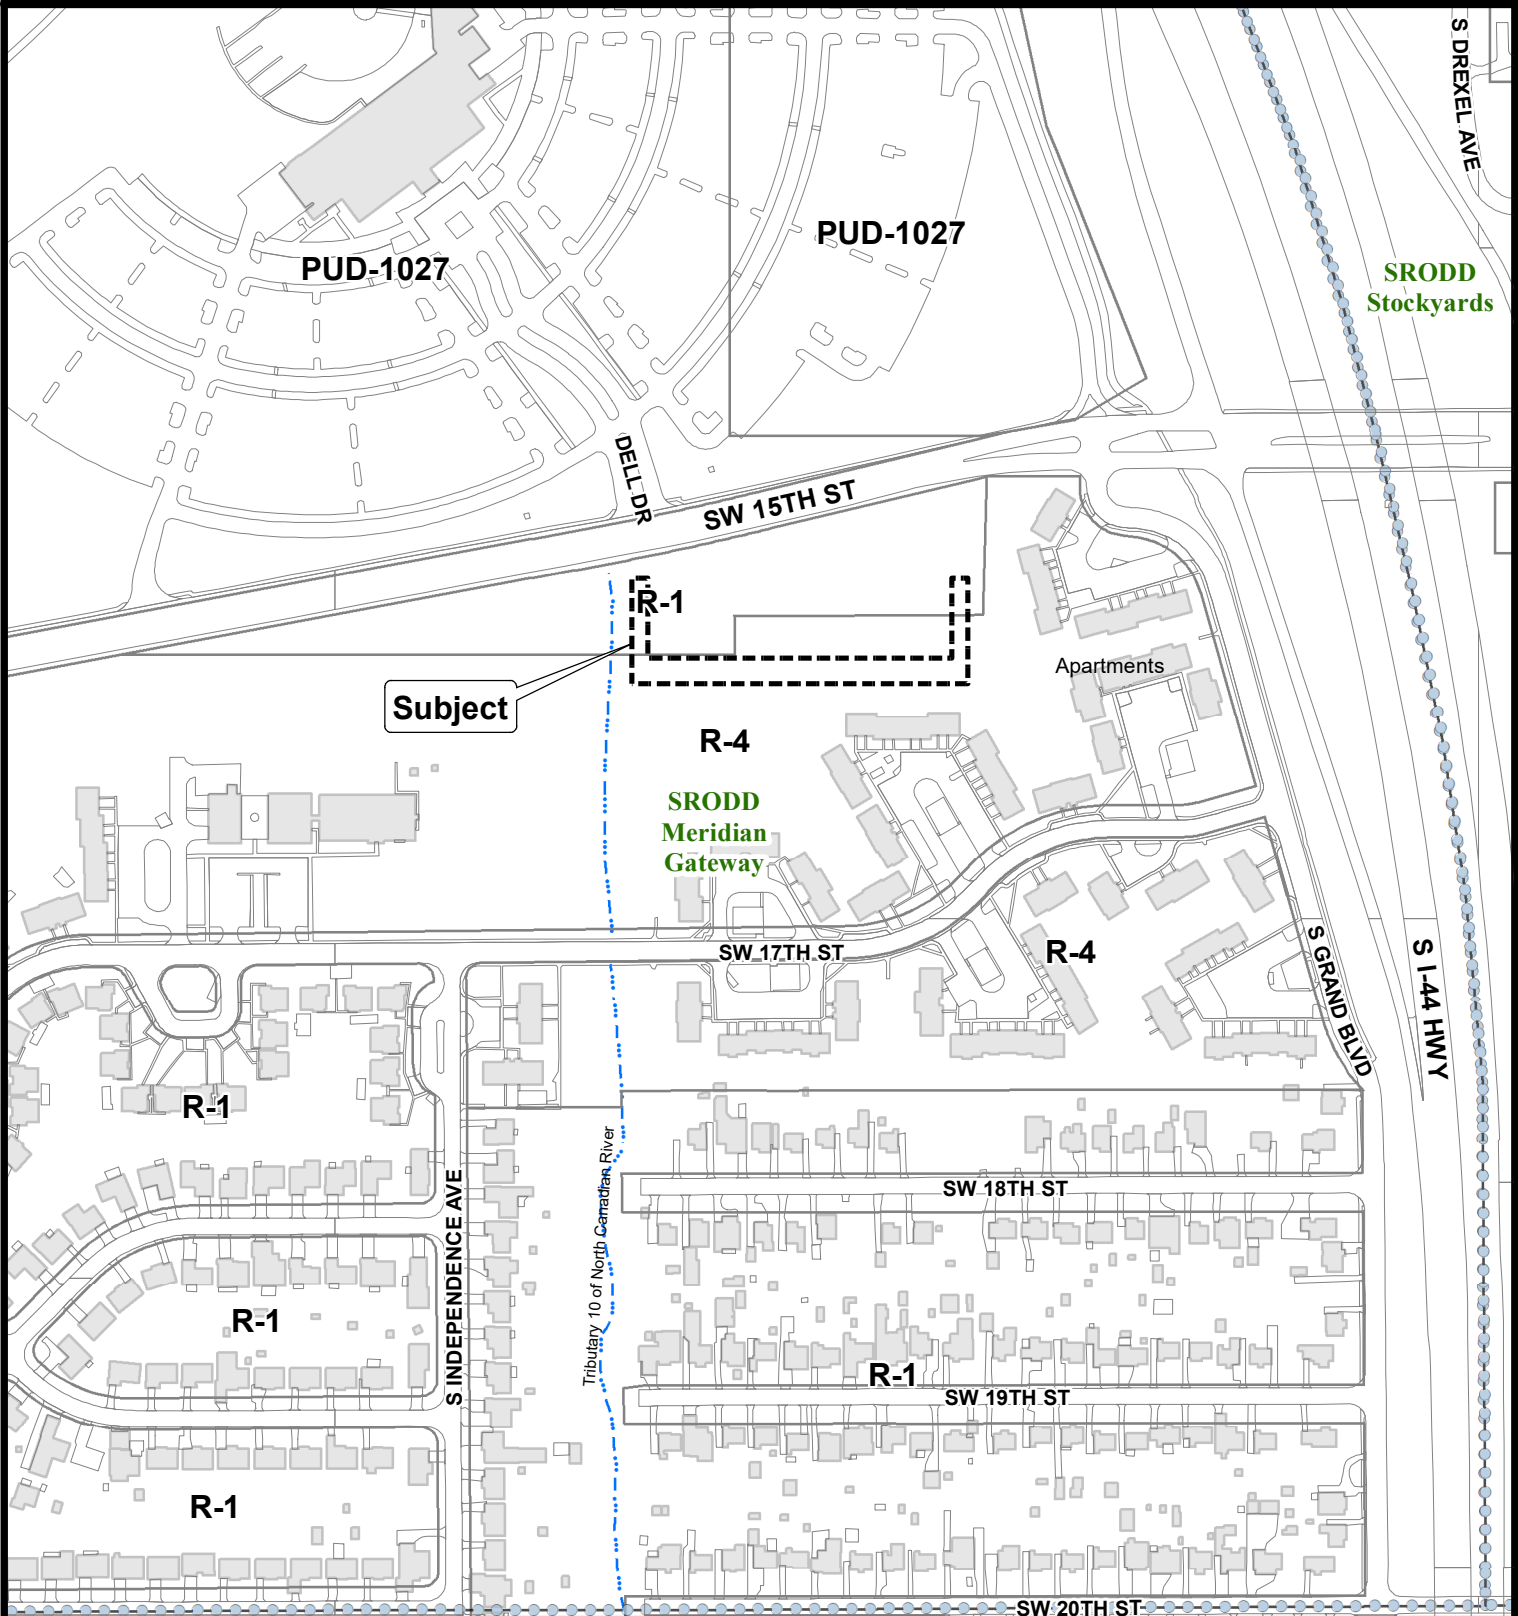 S DREXEL AVE
PUD-1027
PUD-1027
SRODD
Stockyards
DELL DR
SW 15TH ST
R-1
Apartments
Subject
R-4
SRODD
Meridian
Gateway
SW 17TH ST
R-4
S GRAND BLVD
S I-44 HWY
R-1
Tributary 10 of North Canadian River
S INDEPENDENCE AVE
SW 18TH ST
R-1
R-1
SW 19TH ST
R-1
SW 20TH ST